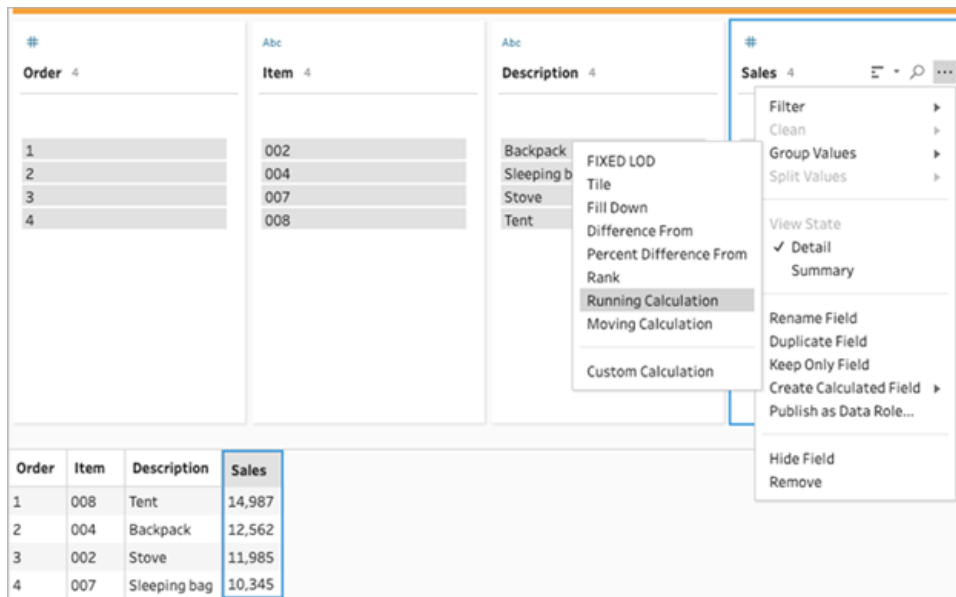 #
Order 4
1
2
3
4
Abc
Item 4
002
004
007
008
Abc
Description 4
Backpack
Sleeping b
Stove
Tent
#
Sales 4
Filter
Clean
Group Values
Split Values
View State
✓ Detail
Summary
Rename Field
Duplicate Field
Keep Only Field
Create Calculated Field
Publish as Data Role...
Hide Field
Remove
FIXED LOD
Tile
Fill Down
Difference From
Percent Difference From
Rank
Running Calculation
Moving Calculation
Custom Calculation
Order Item Description Sales
1 008 Tent 14,987
2 004 Backpack 12,562
3 002 Stove 11,985
4 007 Sleeping bag 10,345